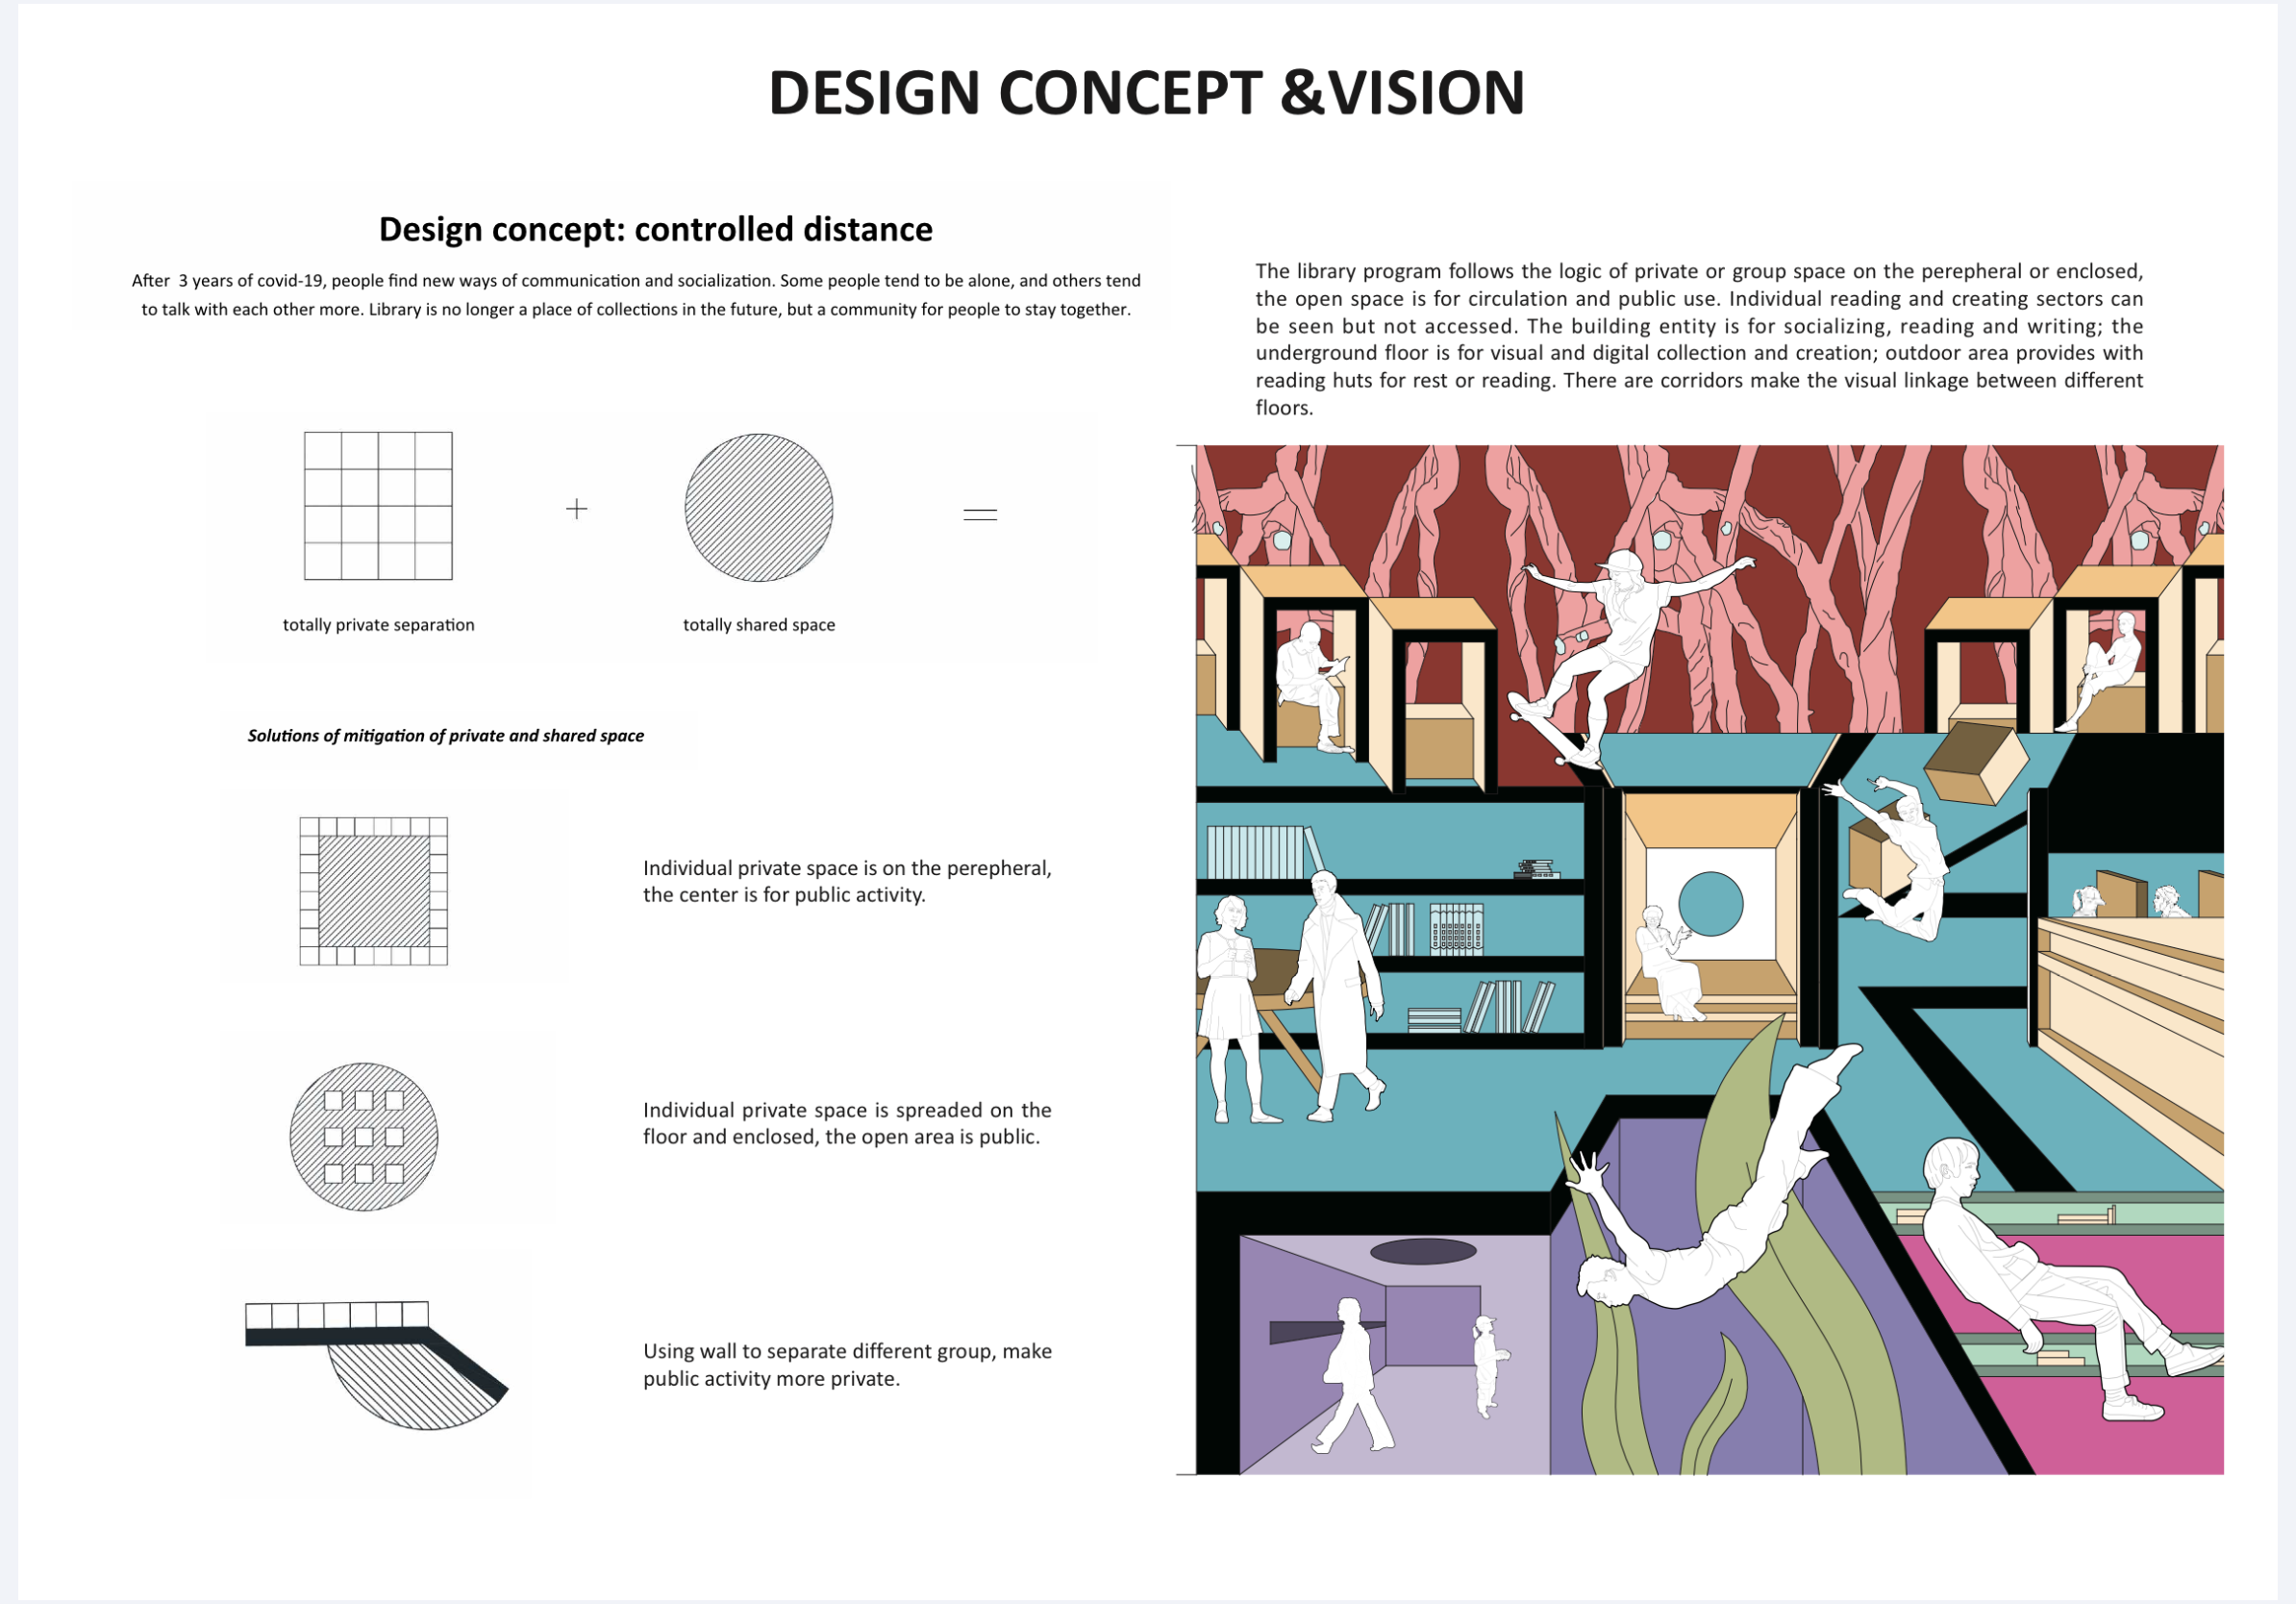 DESIGN CONCEPT &VISION
Design concept: controlled distance
After  3 years of covid-19, people find new ways of communication and socialization. Some people tend to be alone, and others tend
to talk with each other more. Library is no longer a place of collections in the future, but a community for people to stay together.
+
=
totally private separation
totally shared space
Solutions of mitigation of private and shared space
Individual private space is on the perepheral,
the center is for public activity.
Individual private space is spreaded on the
floor and enclosed, the open area is public.
Using wall to separate different group, make
public activity more private.
The library program follows the logic of private or group space on the perepheral or enclosed,
the open space is for circulation and public use. Individual reading and creating sectors can
be seen but not accessed. The building entity is for socializing, reading and writing; the
underground floor is for visual and digital collection and creation; outdoor area provides with
reading huts for rest or reading. There are corridors make the visual linkage between different
floors.